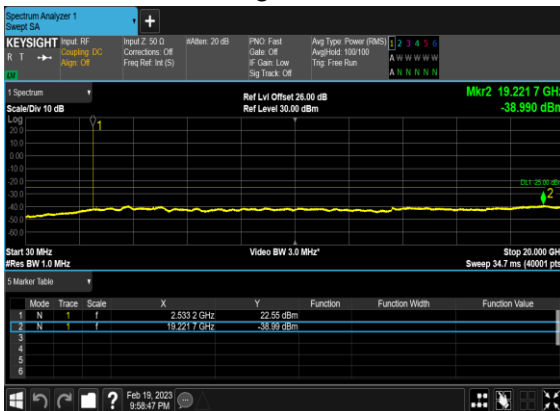 Spectrum Analyzer 1
Swept SA
KEYSIGHT
R T
LV
Input: RF
Coupling: DC
Align: Off
Input Z: 50 Ω
Corrections: Off
Freq Ref: Int (S)
#Atten: 20 dB
PNO: Fast
Gate: Off
IF Gain: Low
Sig Track: Off
Avg Type: Power (RMS)
Avg|Hold: 100/100
Trig: Free Run
1 2 3 4 5 6
A W W W W W
A N N N N N
1 Spectrum
Scale/Div 10 dB
Log
Ref Lvl Offset 26.00 dB
Ref Level 30.00 dBm
Mkr2 19.221 7 GHz
-38.990 dBm
1
20.0
10.0
0.00
-10.0
-20.0
DL1 -25.00 dBm
-30.0
2
-40.0
-50.0
-60.0
Start 30 MHz
#Res BW 1.0 MHz
Video BW 3.0 MHz*
Stop 20.000 GH
Sweep 34.7 ms (40001 pts
5 Marker Table
Mode Trace Scale X Y Function Function Width Function Value
1 N 1 f 2.533 2 GHz 22.55 dBm
2 N 1 f 19.221 7 GHz -38.99 dBm
3
4
5
6
?
Feb 19, 2023
9:58:47 PM